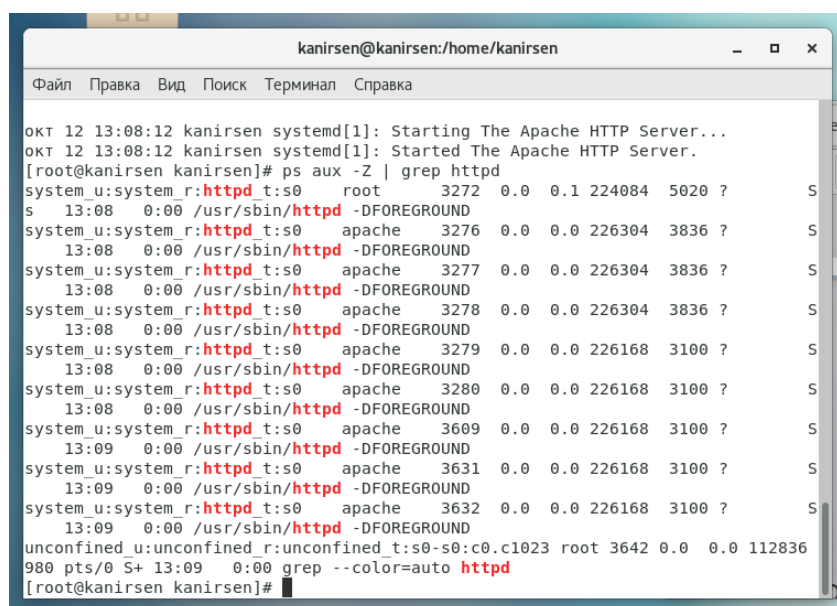 kanirsen@kanirsen:/home/kanirsen
Файл Правка Вид Поиск Терминал Справка
окт 12 13:08:12 kanirsen systemd[1]: Starting The Apache HTTP Server...
окт 12 13:08:12 kanirsen systemd[1]: Started The Apache HTTP Server.
[root@kanirsen kanirsen]# ps aux -Z | grep httpd
system_u:system_r:httpd_t:s0    root      3272  0.0  0.1 224084  5020 ?        S
s   13:08   0:00 /usr/sbin/httpd -DFOREGROUND
system_u:system_r:httpd_t:s0    apache    3276  0.0  0.0 226304  3836 ?        S
    13:08   0:00 /usr/sbin/httpd -DFOREGROUND
system_u:system_r:httpd_t:s0    apache    3277  0.0  0.0 226304  3836 ?        S
    13:08   0:00 /usr/sbin/httpd -DFOREGROUND
system_u:system_r:httpd_t:s0    apache    3278  0.0  0.0 226304  3836 ?        S
    13:08   0:00 /usr/sbin/httpd -DFOREGROUND
system_u:system_r:httpd_t:s0    apache    3279  0.0  0.0 226168  3100 ?        S
    13:08   0:00 /usr/sbin/httpd -DFOREGROUND
system_u:system_r:httpd_t:s0    apache    3280  0.0  0.0 226168  3100 ?        S
    13:08   0:00 /usr/sbin/httpd -DFOREGROUND
system_u:system_r:httpd_t:s0    apache    3609  0.0  0.0 226168  3100 ?        S
    13:09   0:00 /usr/sbin/httpd -DFOREGROUND
system_u:system_r:httpd_t:s0    apache    3631  0.0  0.0 226168  3100 ?        S
    13:09   0:00 /usr/sbin/httpd -DFOREGROUND
system_u:system_r:httpd_t:s0    apache    3632  0.0  0.0 226168  3100 ?        S
    13:09   0:00 /usr/sbin/httpd -DFOREGROUND
unconfined_u:unconfined_r:unconfined_t:s0-s0:c0.c1023 root 3642 0.0  0.0 112836
980 pts/0 S+ 13:09   0:00 grep --color=auto httpd
[root@kanirsen kanirsen]#